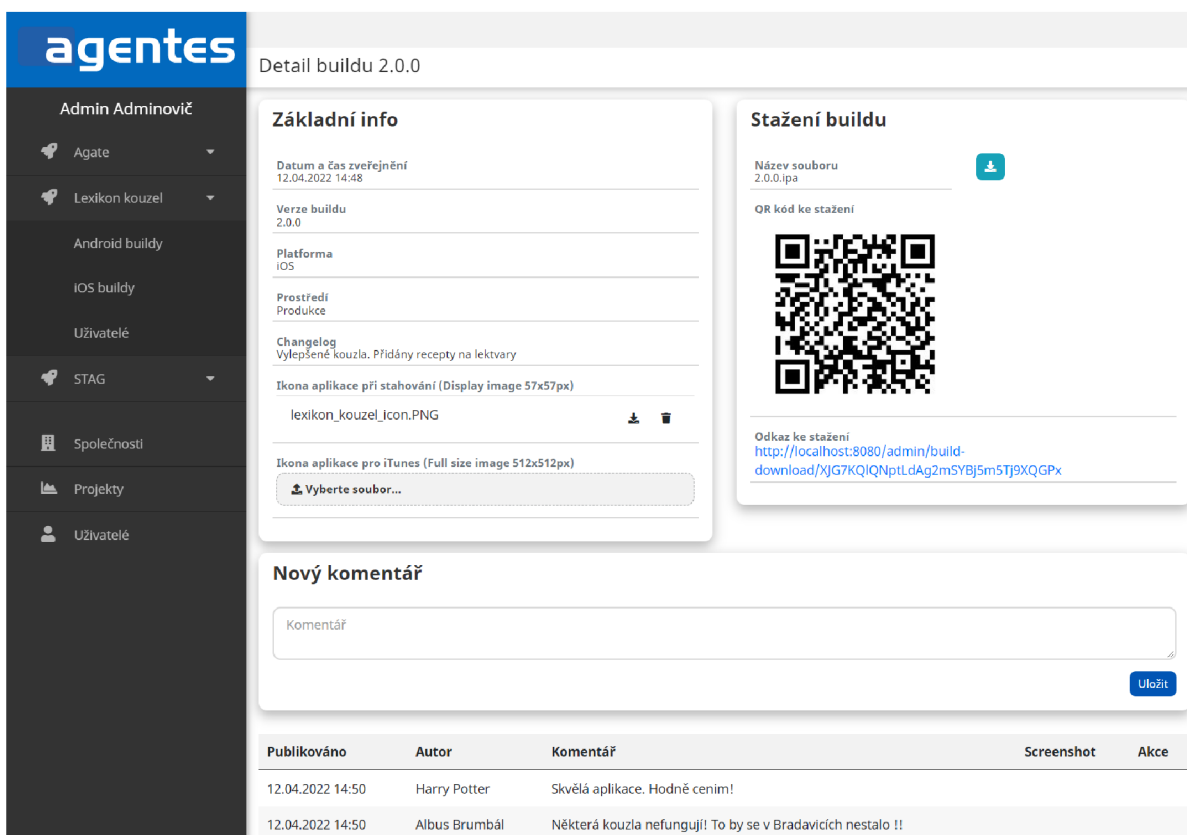 agentes
Admin Adminovič
Agate
Lexikon kouzel
Android buildy
iOS buildy
Uživatelé
STAG
Společnosti
Projekty
Uživatelé
Detail buildu 2.0.0
Základní info
Datum a čas zveřejnění
12.04.2022 14:48
Verze buildu
2.0.0
Platforma
iOS
Prostředí
Produkce
Changelog
Vylepšené kouzla. Přidány recepty na lektvary
Ikona aplikace při stahování (Display image 57x57px)
lexikon_kouzel_icon.PNG
Ikona aplikace pro iTunes (Full size image 512x512px)
Vyberte soubor...
Stažení buildu
Název souboru
2.0.0.ipa
QR kód ke stažení
Odkaz ke stažení
http://localhost:8080/admin/build-
download/XJG7KQlQNptLdAg2mSYBj5m5Tj9XQGPx
Nový komentář
Komentář
Uložit
Publikováno Autor Komentář Screenshot Akce
12.04.2022 14:50 Harry Potter Skvělá aplikace. Hodně cenim!
12.04.2022 14:50 Albus Brumbál Některá kouzla nefungují! To by se v Bradavicích nestalo !!